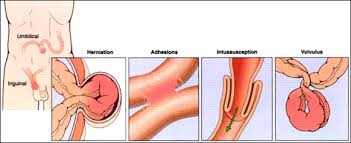 Umbilical
Inguinal
Herniation
Adhesions
Intussusception
Volvulus